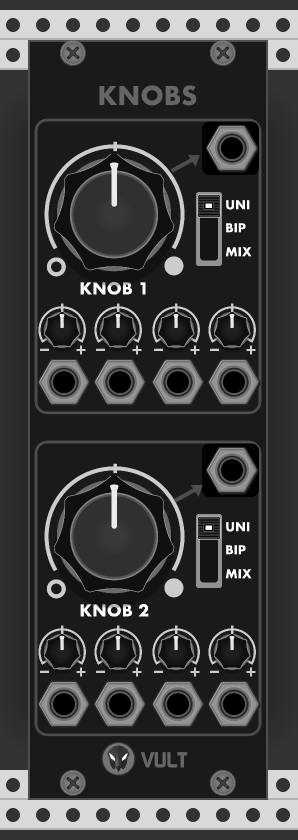 KNOBS
UNI
BIP
MIX
KNOB 1
- + - + - + - +
UNI
BIP
MIX
KNOB 2
- + - + - + - +
VULT